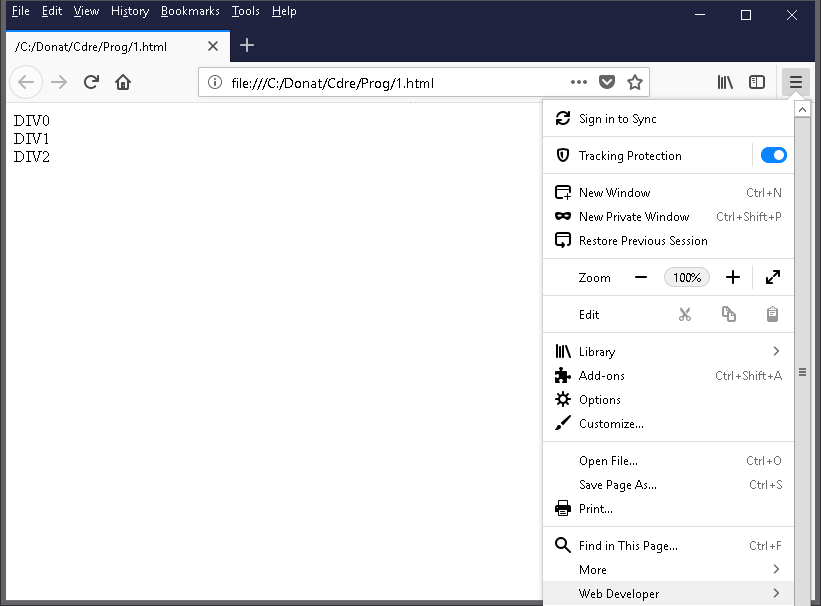 File Edit View History Bookmarks Tools Help
/C:/Donat/Cdre/Prog/1.html
file:///C:/Donat/Cdre/Prog/1.html
DIV0
DIV1
DIV2
Sign in to Sync
Tracking Protection
New Window Ctrl+N
New Private Window Ctrl+Shift+P
Restore Previous Session
Zoom 100%
Edit
Library
Add-ons Ctrl+Shift+A
Options
Customize...
Open File... Ctrl+O
Save Page As... Ctrl+S
Print...
Find in This Page... Ctrl+F
More
Web Developer